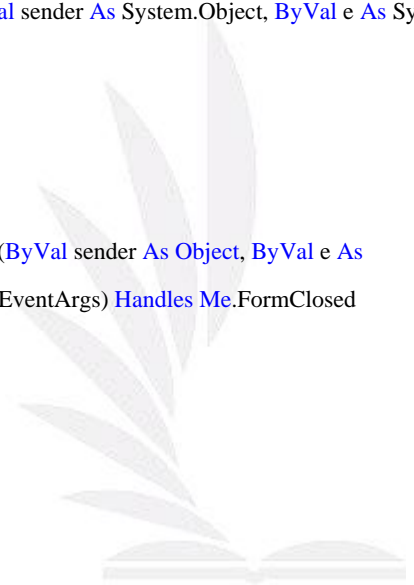 al sender As System.Object, ByVal e As Sy
(ByVal sender As Object, ByVal e As
EventArgs) Handles Me.FormClosed